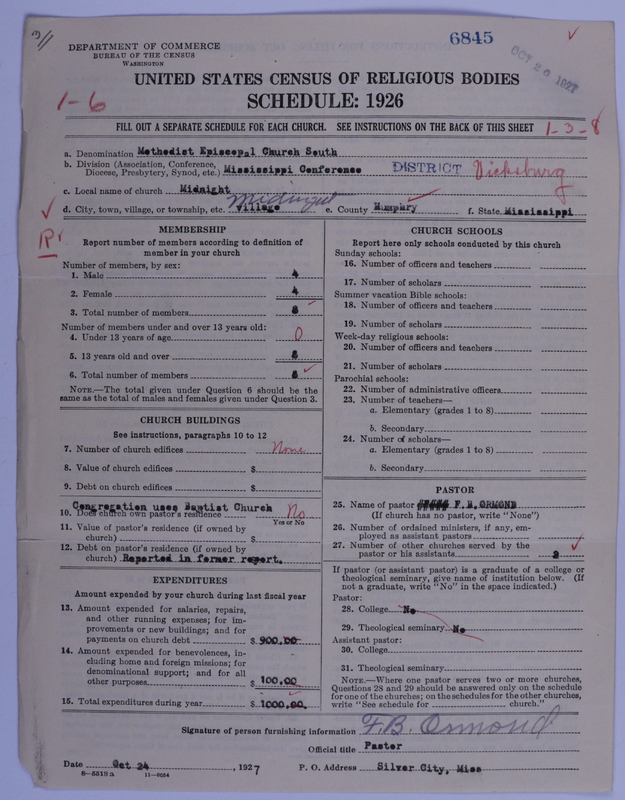 3//
6845
DEPARTMENT OF COMMERCE
BUREAU OF THE CENSUS
WASHINGTON
OCT 26 1927
UNITED STATES CENSUS OF RELIGIOUS BODIES
1-6
SCHEDULE: 1926
FILL OUT A SEPARATE SCHEDULE FOR EACH CHURCH. SEE INSTRUCTIONS ON THE BACK OF THIS SHEET
1-3-8
a. Denomination Methodist Episcopal Church South
b. Division (Association, Conference, Diocese, Presbytery, Synod, etc.) Mississippi Conference DISTRICT Vicksburg
c. Local name of church Midnight
Midnight
d. City, town, village, or township, etc. Village e. County Humphry f. State Mississippi
R
MEMBERSHIP
Report number of members according to definition of
member in your church
Number of members, by sex:
1. Male 4
2. Female 4
3. Total number of members 8
Number of members under and over 13 years old:
4. Under 13 years of age 0
5. 13 years old and over 8
6. Total number of members 8
NOTE.—The total given under Question 6 should be
same as the total of males and females given under Question 3.
CHURCH BUILDINGS
See instructions, paragraphs 10 to 12
7. Number of church edifices None
8. Value of church edifices $
9. Debt on church edifices $
Congregation uses Baptist Church
10. Does church own pastor's residence No
Yes or No
11. Value of pastor's residence (if owned by
church) $
12. Debt on pastor's residence (if owned by
church) Reported in former report.
EXPENDITURES
Amount expended by your church during last fiscal year
13. Amount expended for salaries, repairs,
and other running expenses; for im-
provements or new buildings; and for
payments on church debt $ 900.00
14. Amount expended for benevolences, in-
cluding home and foreign missions; for
denominational support; and for all
other purposes $ 100.00
15. Total expenditures during year $ 1000.00.
CHURCH SCHOOLS
Report here only schools conducted by this church
Sunday schools:
16. Number of officers and teachers
17. Number of scholars
Summer vacation Bible schools:
18. Number of officers and teachers
19. Number of scholars
Week-day religious schools:
20. Number of officers and teachers
21. Number of scholars
Parochial schools:
22. Number of administrative officers
23. Number of teachers—
a. Elementary (grades 1 to 8)
b. Secondary
24. Number of scholars—
a. Elementary (grades 1 to 8)
b. Secondary
PASTOR
25. Name of pastor F.B.ORMOND
(If church has no pastor, write "None")
26. Number of ordained ministers, if any, em-
ployed as assistant pastors
27. Number of other churches served by the
pastor or his assistants
If pastor (or assistant pastor) is a graduate of a college or
theological seminary, give name of institution below. (If
not a graduate, write "No" in the space indicated.)
Pastor:
28. College No
29. Theological seminary No
Assistant pastor:
30. College
31. Theological seminary
NOTE.—Where one pastor serves two or more churches,
Questions 28 and 29 should be answered only on the schedule
for one of the churches; on the schedules for the other churches,
write "See schedule for church."
Signature of person furnishing information F.B. Ormond
Official title Pastor
Date Oct 24, 1927 P. O. Address Silver City, Miss